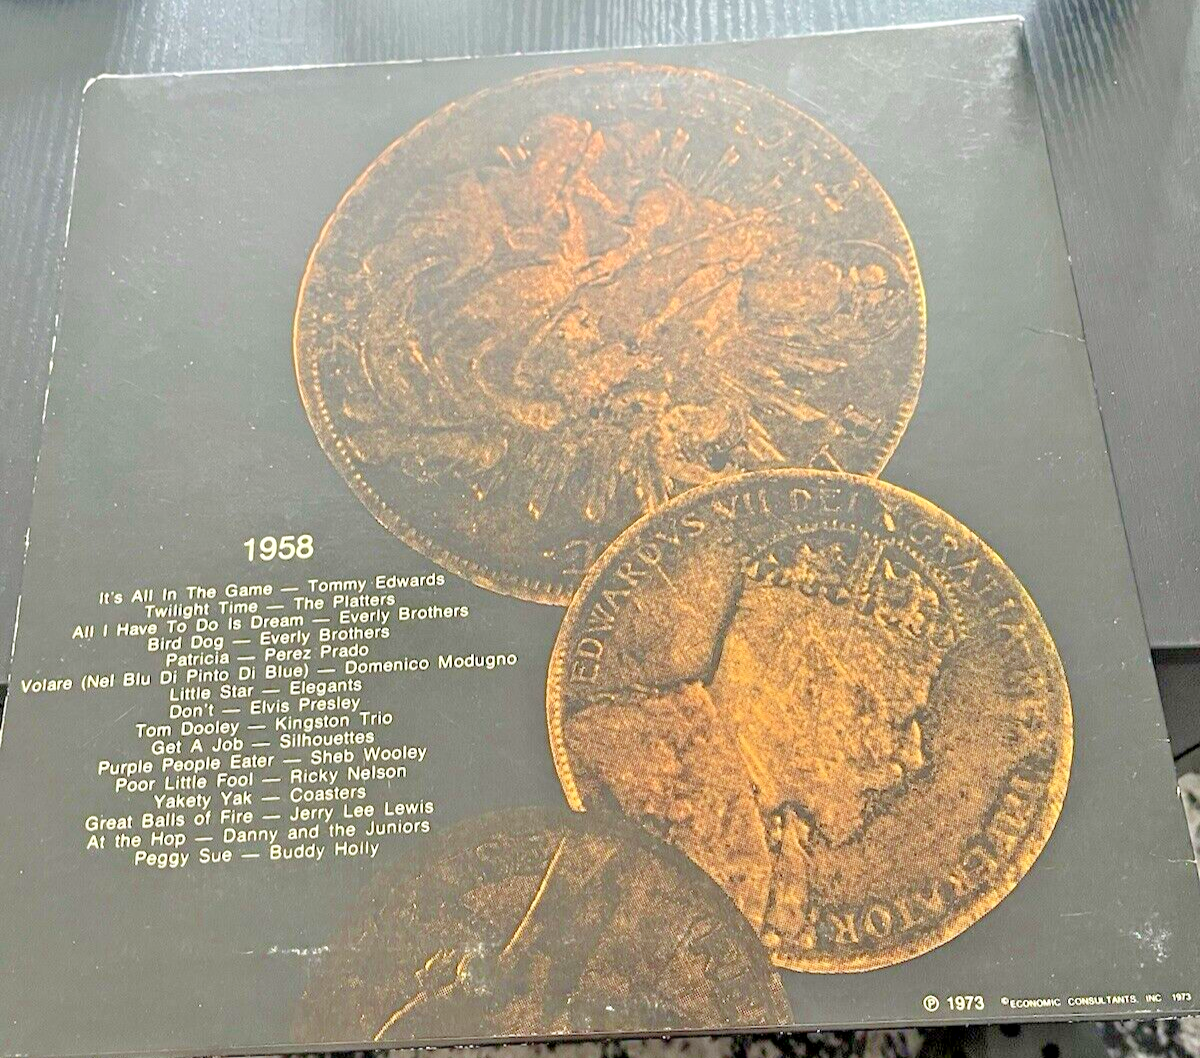 EDWARDVS VII DEI GRATIA REX IMPERATOR
1958
It's All In The Game — Tommy Edwards
Twilight Time — The Platters
All I Have To Do Is Dream — Everly Brothers
Bird Dog — Everly Brothers
Patricia — Perez Prado
Volare (Nel Blu Di Pinto Di Blue) — Domenico Modugno
Little Star — Elegants
Don't — Elvis Presley
Tom Dooley — Kingston Trio
Get A Job — Silhouettes
Purple People Eater — Sheb Wooley
Poor Little Fool — Ricky Nelson
Yakety Yak — Coasters
Great Balls of Fire — Jerry Lee Lewis
At the Hop — Danny and the Juniors
Peggy Sue — Buddy Holly
℗ 1973 ©ECONOMIC CONSULTANTS, INC 1973